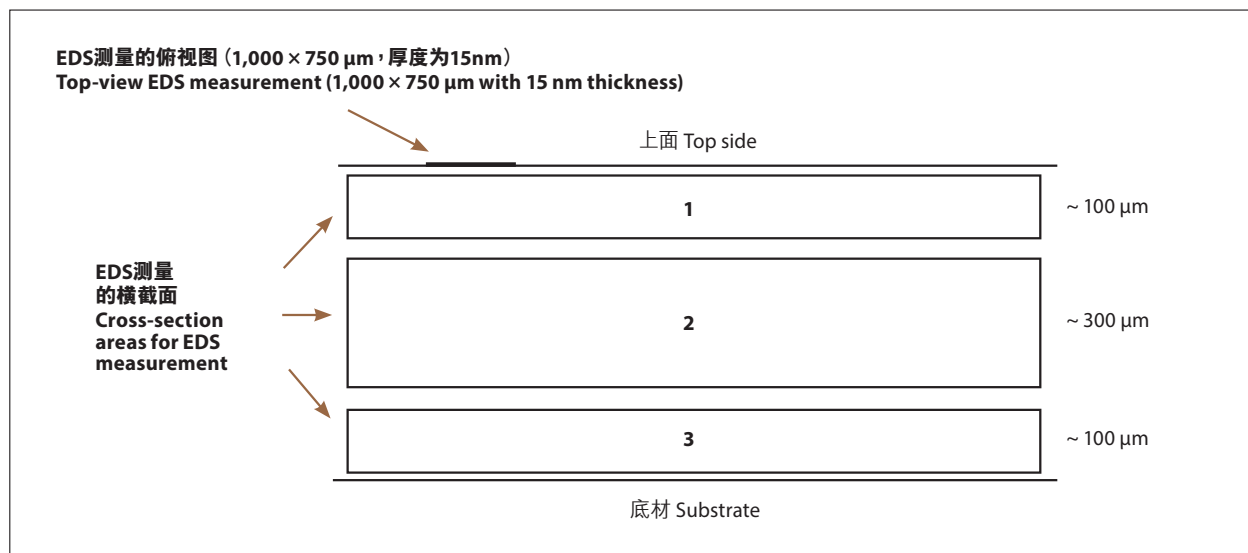 EDS测量的俯视图（1,000 × 750 µm，厚度为15nm）
Top-view EDS measurement (1,000 × 750 µm with 15 nm thickness)
上面 Top side
1
~ 100 µm
EDS测量
的横截面
Cross-section
areas for EDS
measurement
2
~ 300 µm
3
~ 100 µm
底材 Substrate